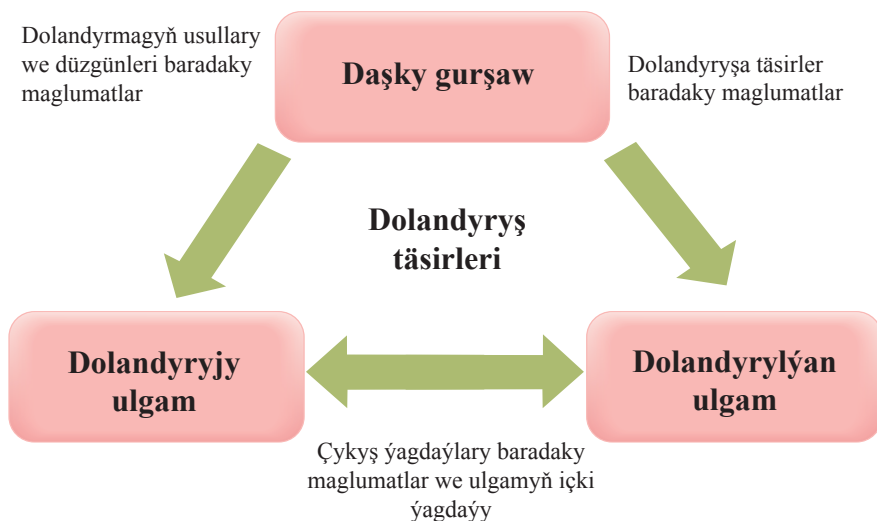 Dolandyrmagyň usullary
we düzgünleri baradaky
maglumatlar
Daşky gurşaw
Dolandyryşa täsirler
baradaky maglumatlar
Dolandyryş
täsirleri
Dolandyryjy
ulgam
Dolandyrylýan
ulgam
Çykyş ýagdaýlary baradaky
maglumatlar we ulgamyň içki
ýagdaýy